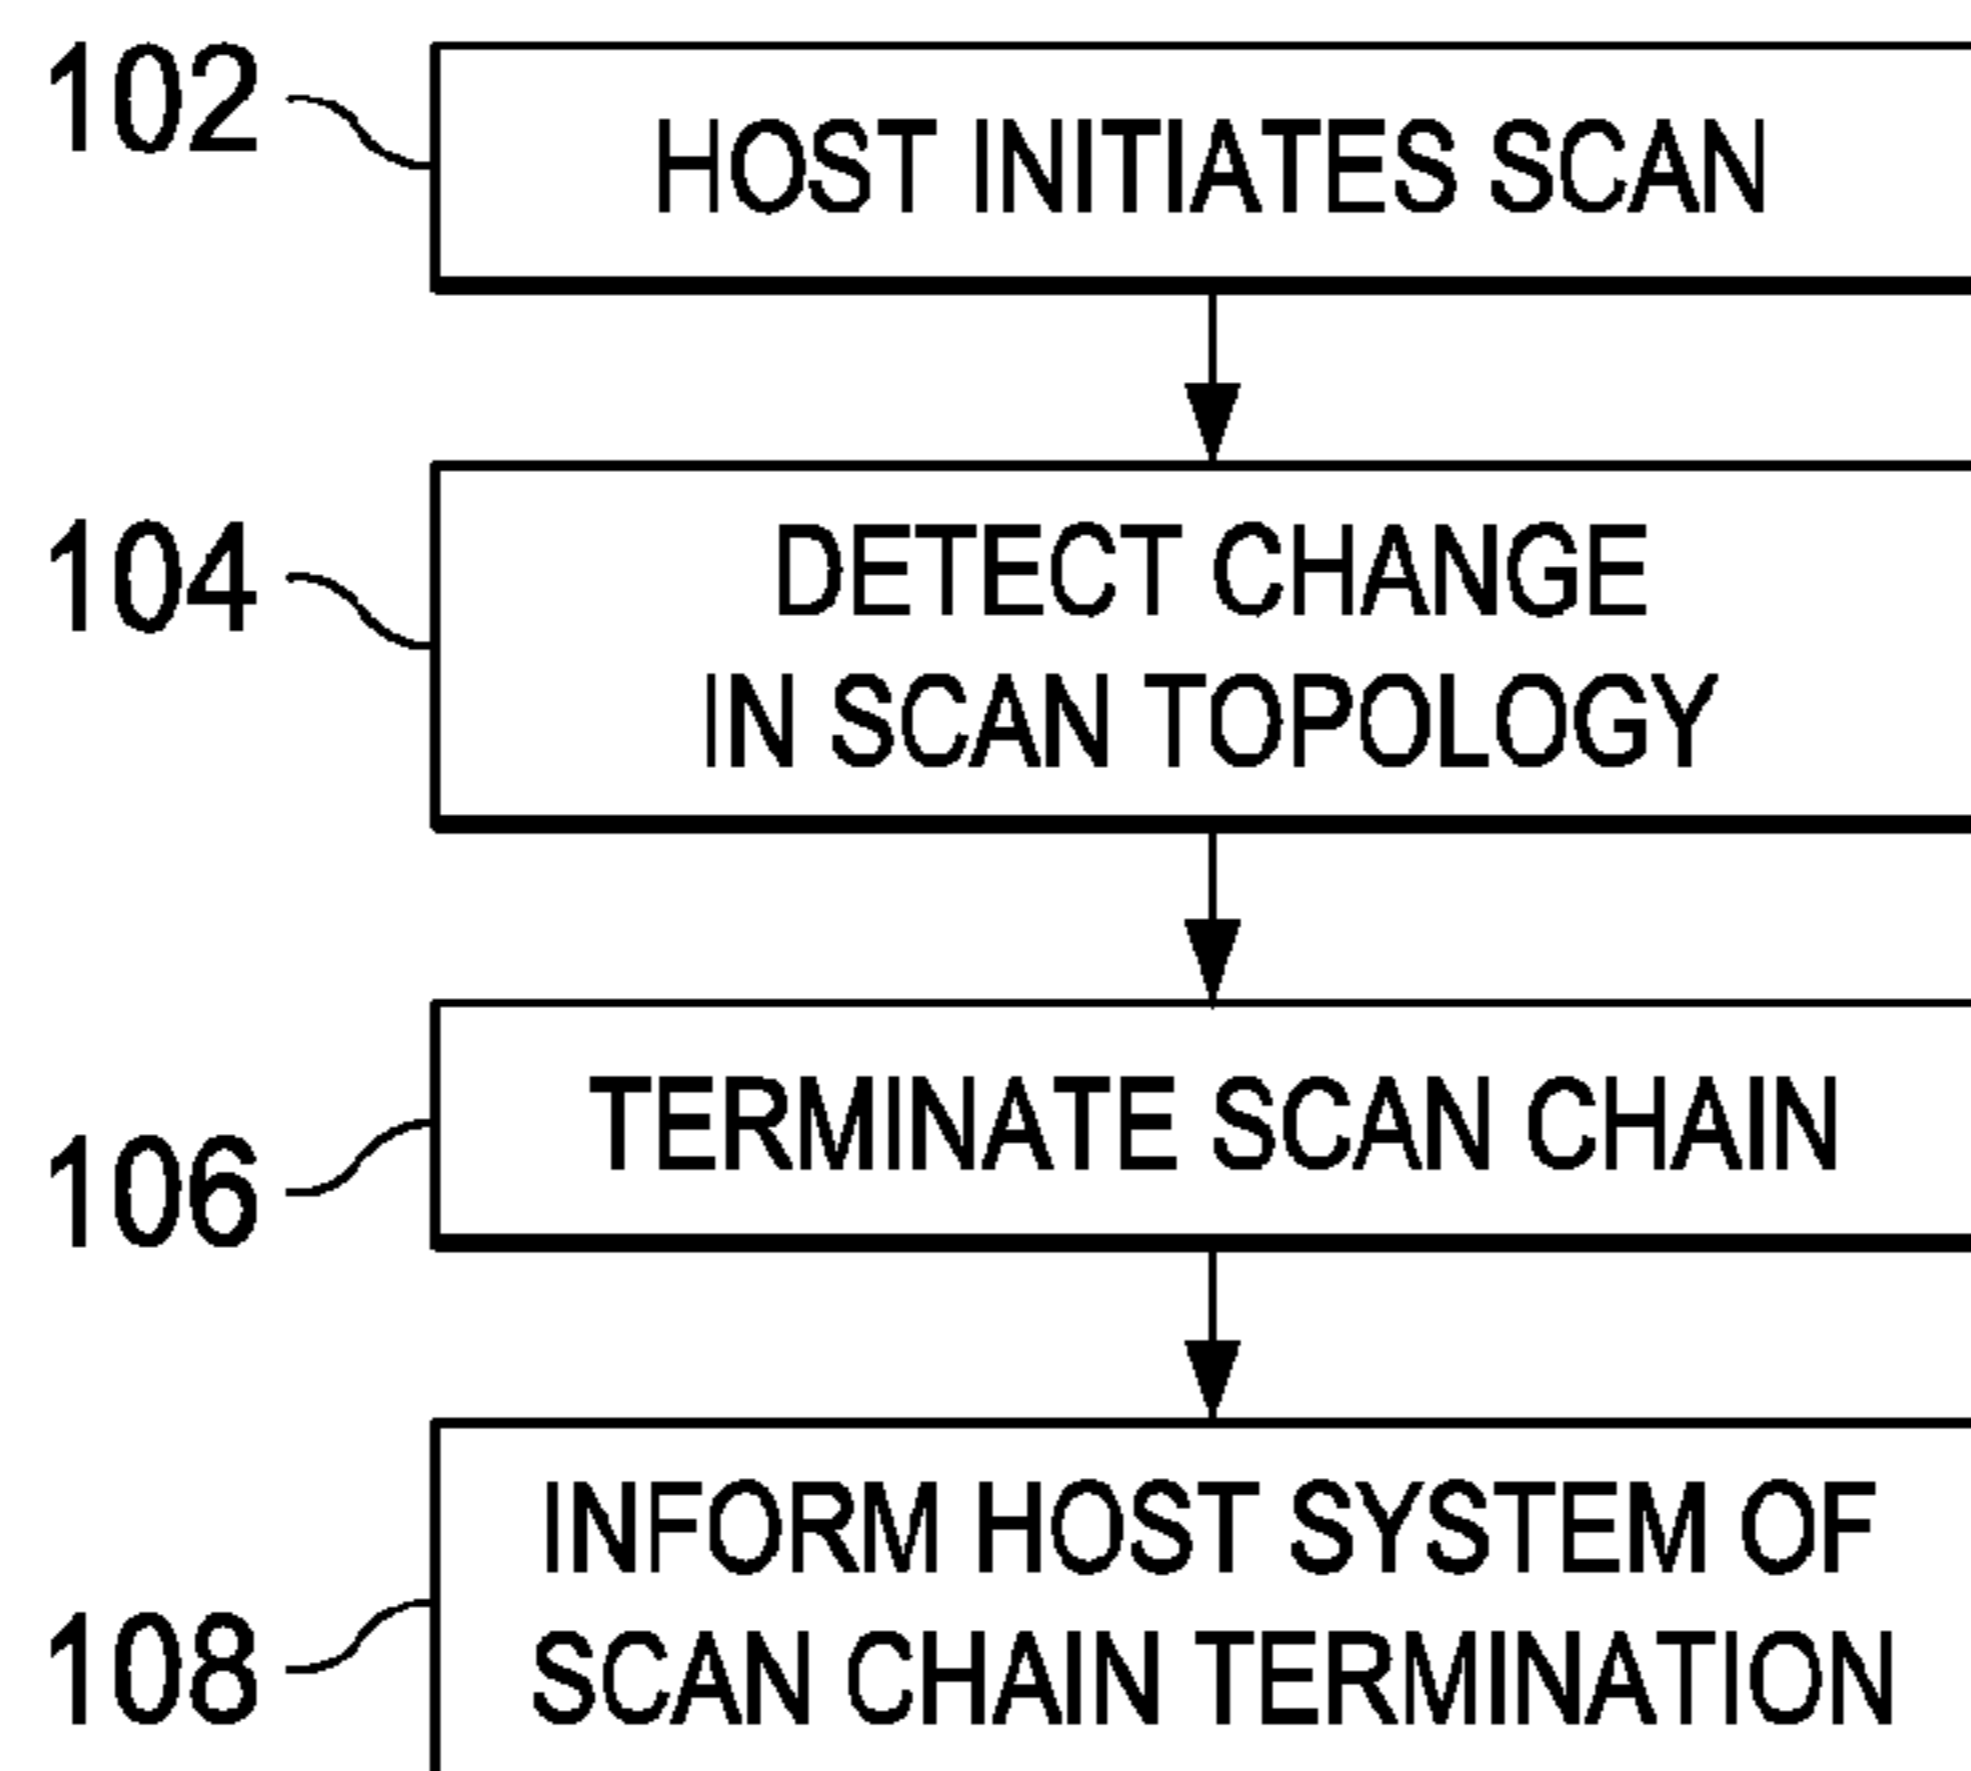 102
HOST INITIATES SCAN
104
DETECT CHANGE
IN SCAN TOPOLOGY
106
TERMINATE SCAN CHAIN
108
INFORM HOST SYSTEM OF
SCAN CHAIN TERMINATION